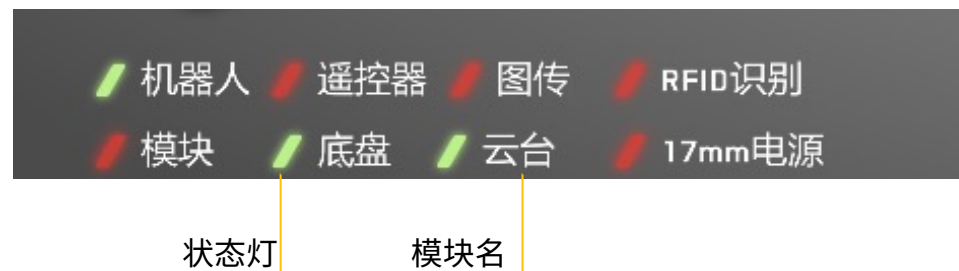 机器人 遥控器 图传 RFID识别
模块 底盘 云台 17mm电源
状态灯 模块名